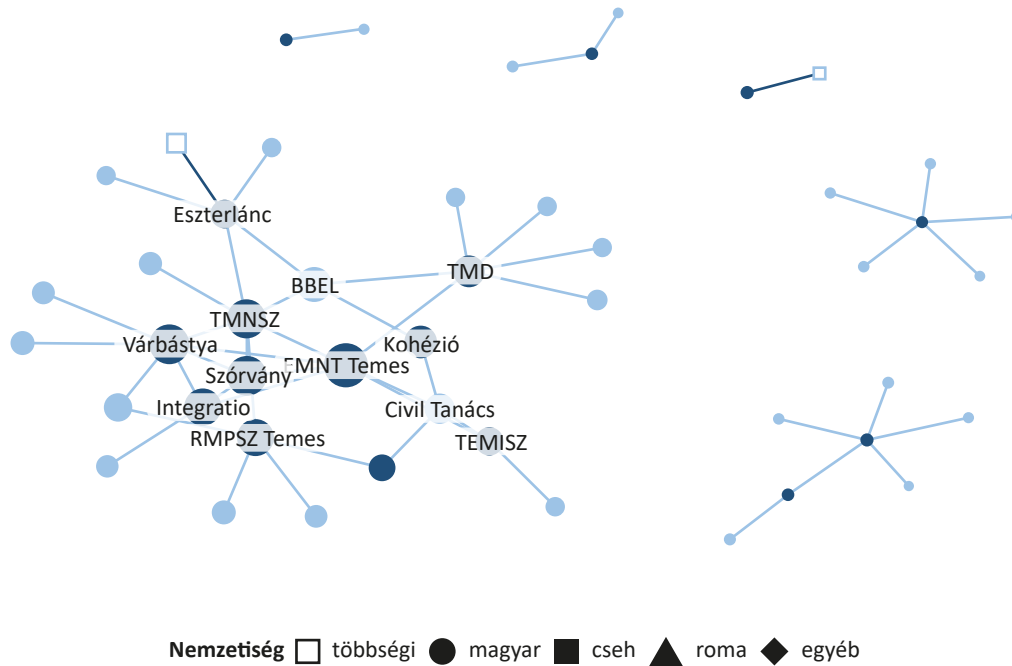 Eszterlánc
BBEL
TMD
TMNSZ
Várbástya
Kohézió
EMNT Temes
Szórvány
Integratio
Civil Tanács
RMPSZ Temes
TEMISZ
Nemzetiség többségi magyar cseh roma egyéb